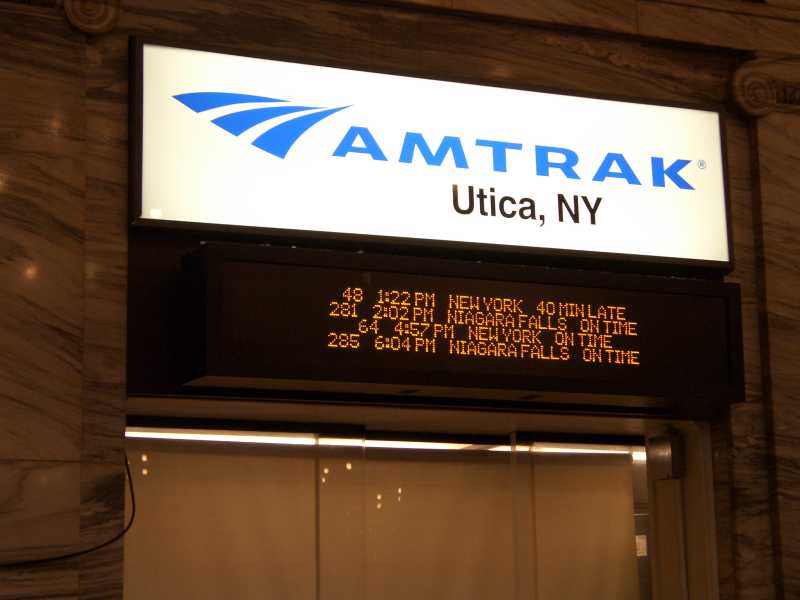 AMTRAK®
Utica, NY
48 1:22 PM NEW YORK 40 MIN LATE
281 2:02 PM NIAGARA FALLS ON TIME
64 4:57 PM NEW YORK ON TIME
285 6:04 PM NIAGARA FALLS ON TIME